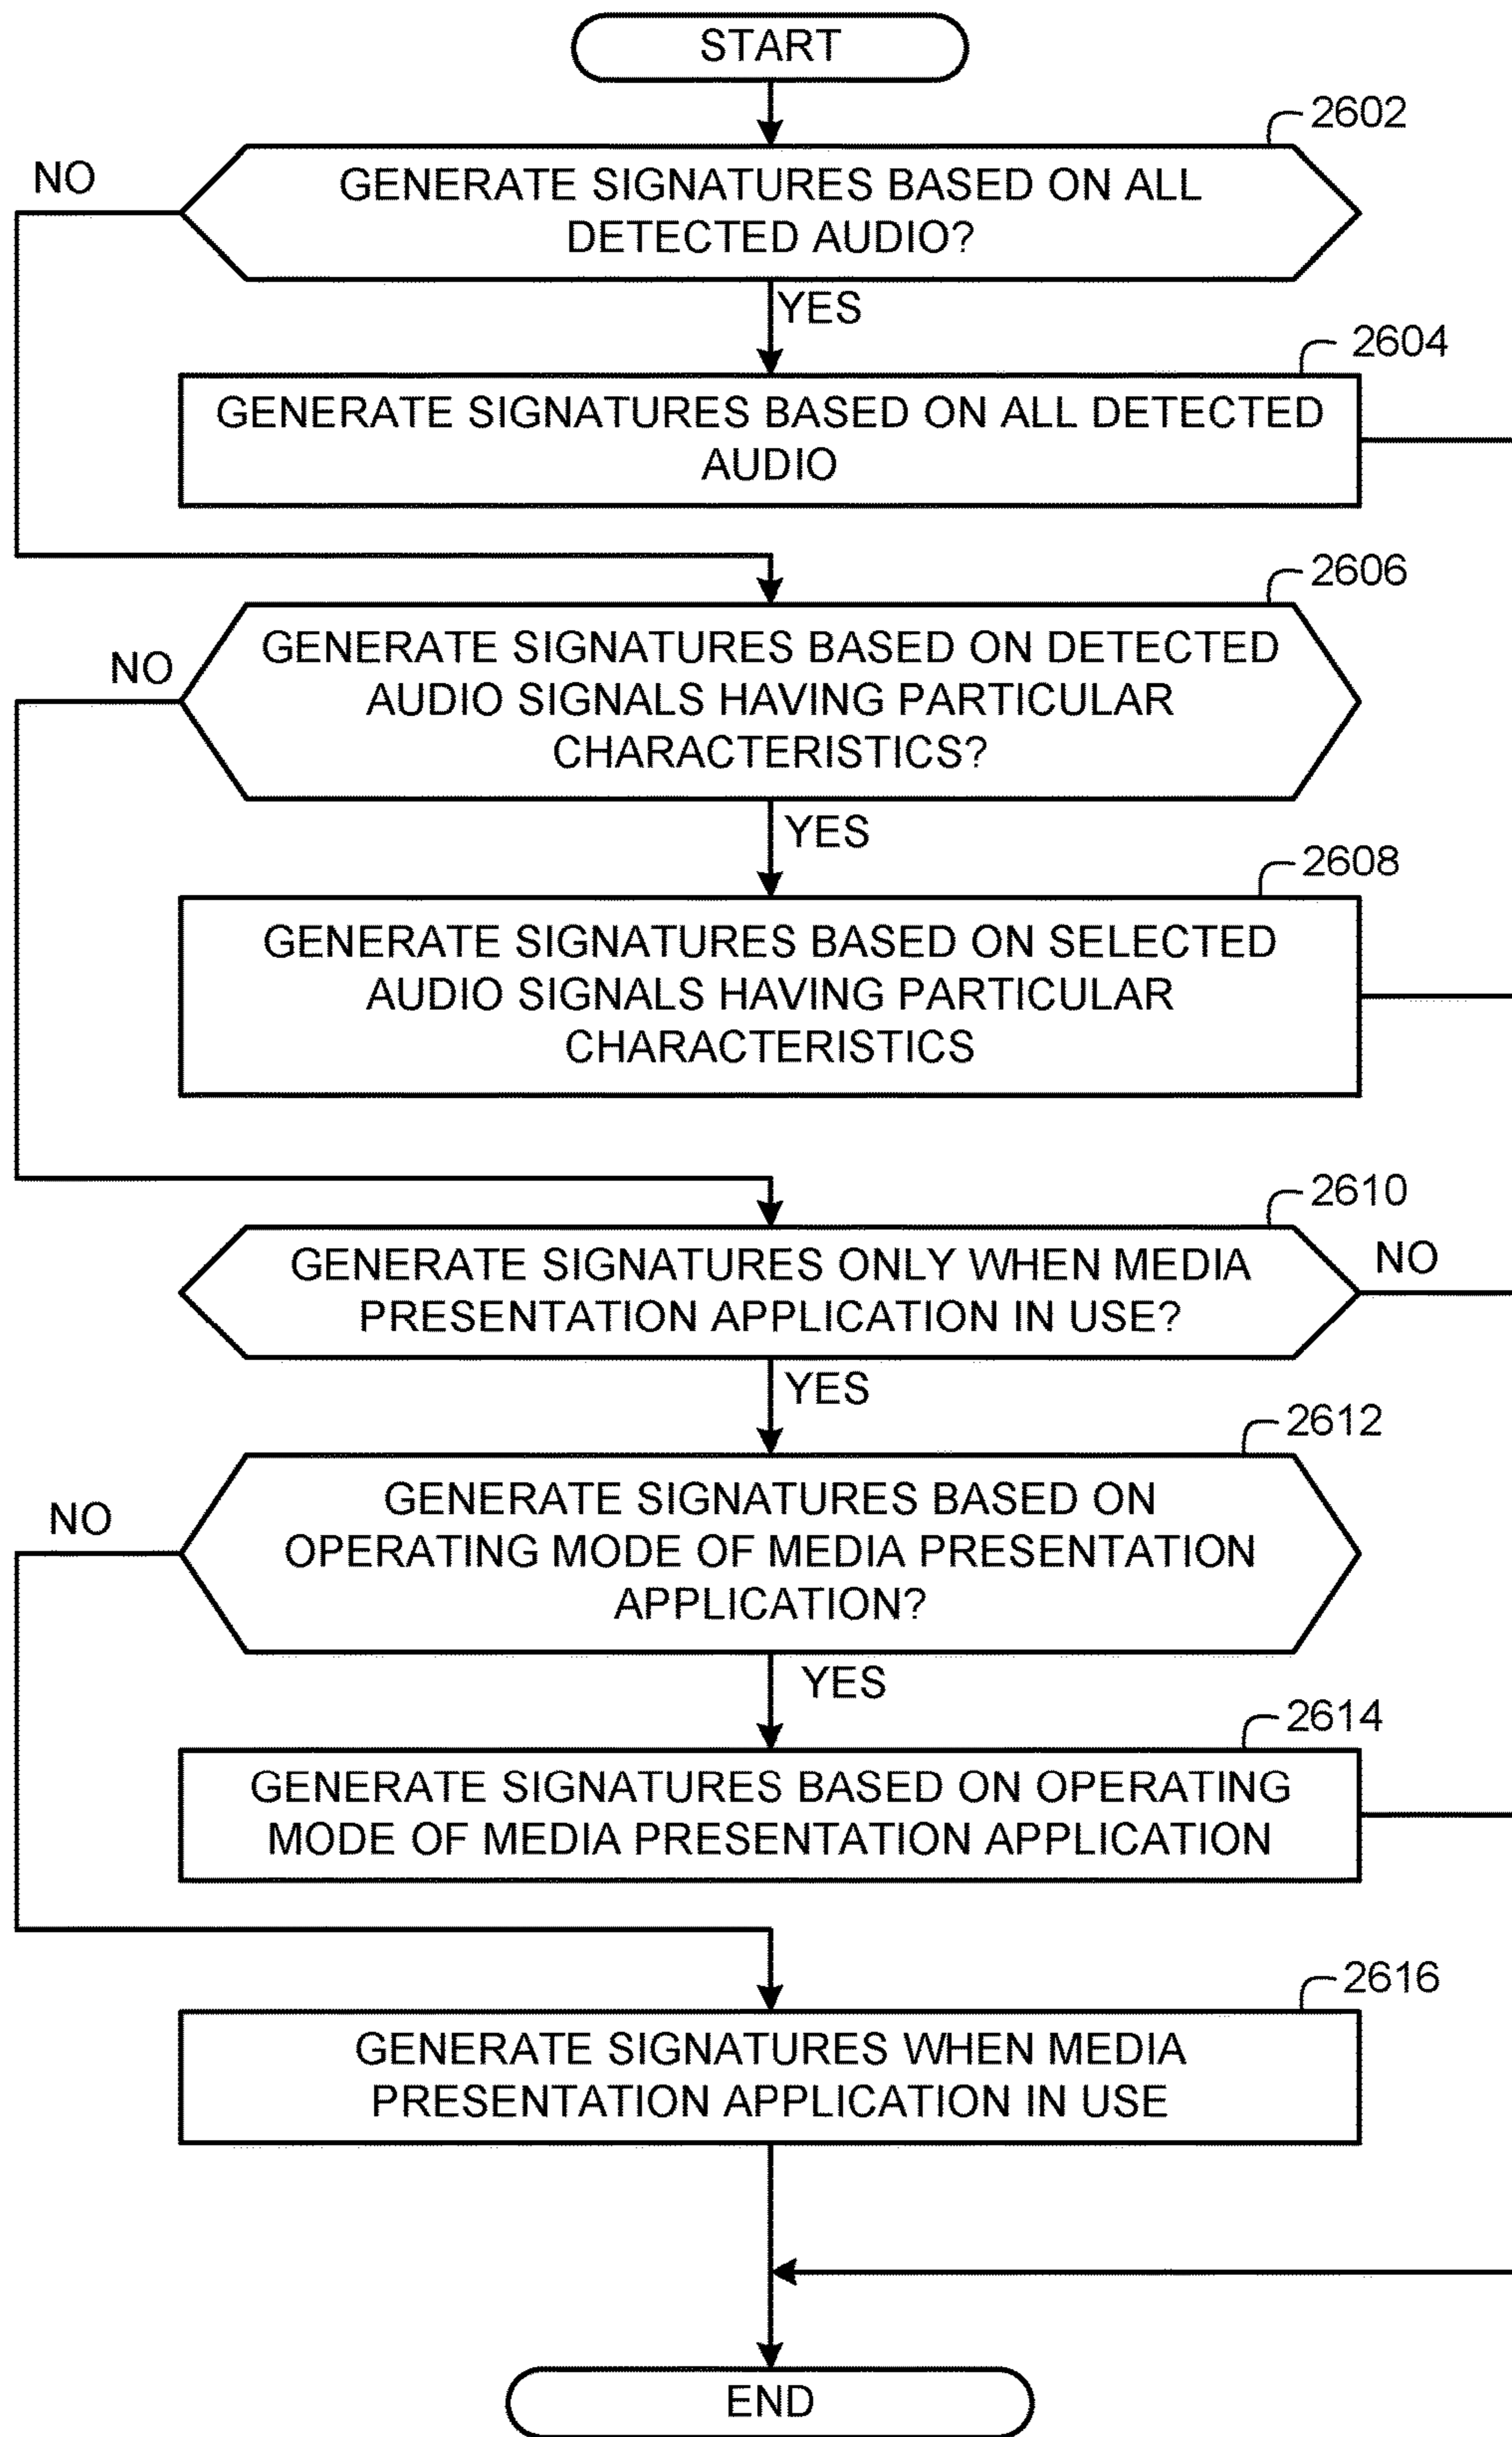 START
2602
NO
GENERATE SIGNATURES BASED ON ALL
DETECTED AUDIO?
YES
2604
GENERATE SIGNATURES BASED ON ALL DETECTED
AUDIO
2606
NO
GENERATE SIGNATURES BASED ON DETECTED
AUDIO SIGNALS HAVING PARTICULAR
CHARACTERISTICS?
YES
2608
GENERATE SIGNATURES BASED ON SELECTED
AUDIO SIGNALS HAVING PARTICULAR
CHARACTERISTICS
2610
NO
GENERATE SIGNATURES ONLY WHEN MEDIA
PRESENTATION APPLICATION IN USE?
YES
2612
NO
GENERATE SIGNATURES BASED ON
OPERATING MODE OF MEDIA PRESENTATION
APPLICATION?
YES
2614
GENERATE SIGNATURES BASED ON OPERATING
MODE OF MEDIA PRESENTATION APPLICATION
2616
GENERATE SIGNATURES WHEN MEDIA
PRESENTATION APPLICATION IN USE
END